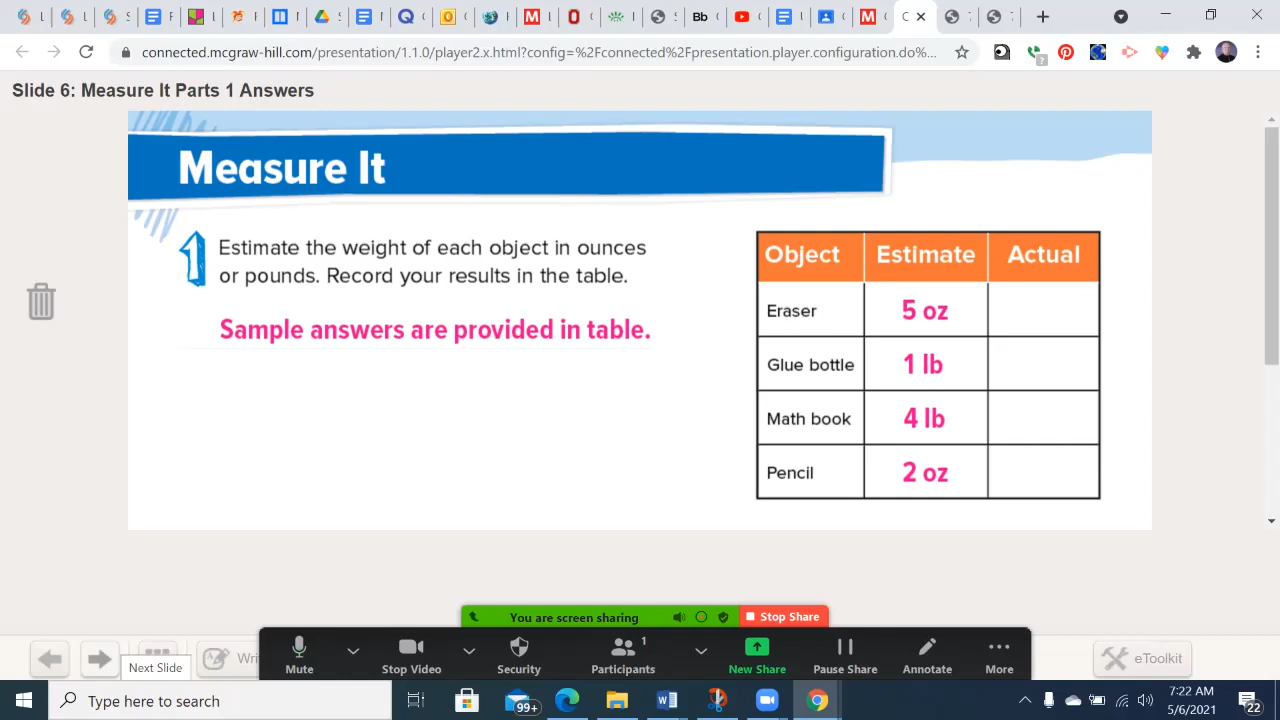 connected.mcgraw-hill.com/presentation/1.1.0/player2.x.html?config=%2Fconnected%2Fpresentation.player.configuration.do%...
Slide 6: Measure It Parts 1 Answers
Measure It
1 Estimate the weight of each object in ounces
or pounds. Record your results in the table.
Sample answers are provided in table.
Object Estimate Actual
Eraser 5 oz
Glue bottle 1 lb
Math book 4 lb
Pencil 2 oz
You are screen sharing Stop Share
Next Slide
Wri
Mute Stop Video Security Participants 1 New Share Pause Share Annotate More
eToolkit
Type here to search
99+
7:22 AM
5/6/2021
22